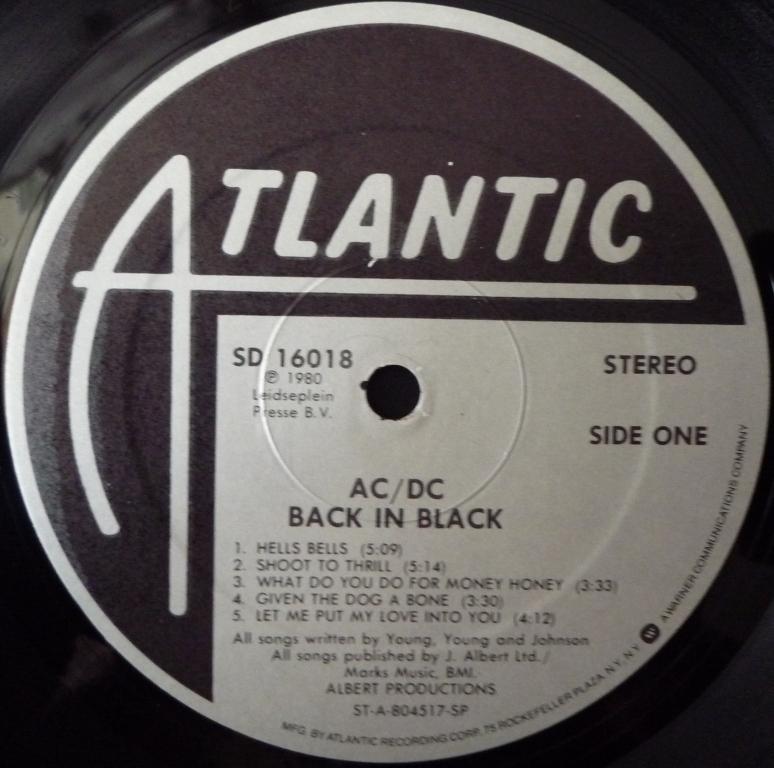 ATLANTIC
SD 16018
℗ 1980
Leidseplein
Presse B.V.
STEREO
SIDE ONE
AC/DC
BACK IN BLACK
1. HELLS BELLS (5:09)
2. SHOOT TO THRILL (5:14)
3. WHAT DO YOU DO FOR MONEY HONEY (3:33)
4. GIVEN THE DOG A BONE (3:30)
5. LET ME PUT MY LOVE INTO YOU (4:12)
All songs written by Young, Young and Johnson
All songs published by J. Albert Ltd./
Marks Music, BMI.
ALBERT PRODUCTIONS
ST-A-804517-SP
MFG. BY ATLANTIC RECORDING CORP. 75 ROCKEFELLER PLAZA, N.Y., N.Y. A WARNER COMMUNICATIONS COMPANY